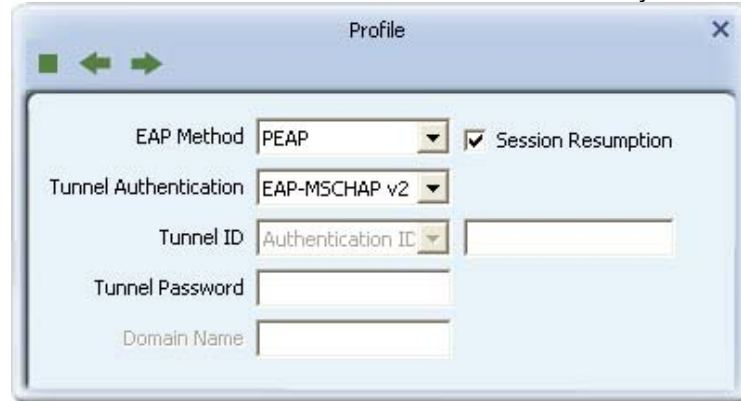 Profile
EAP Method PEAP Session Resumption
Tunnel Authentication EAP-MSCHAP v2
Tunnel ID Authentication ID
Tunnel Password
Domain Name